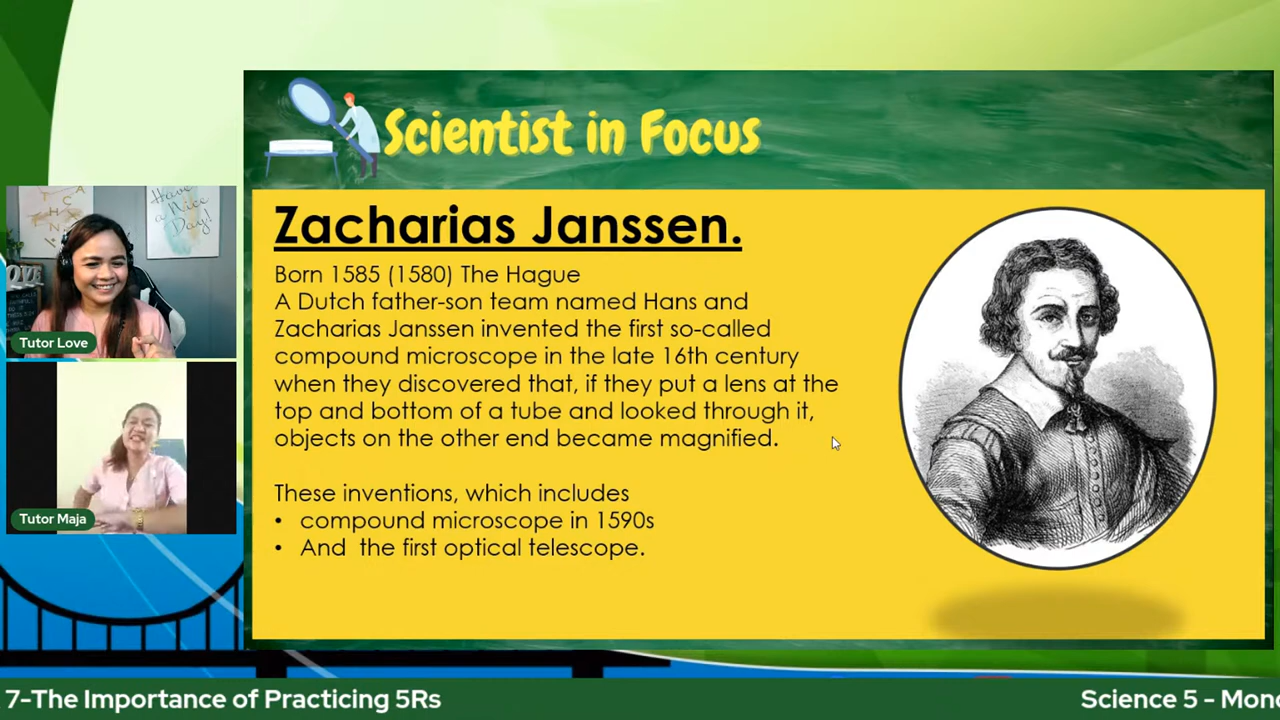 Scientist in Focus
Zacharias Janssen.
Born 1585 (1580) The Hague
A Dutch father-son team named Hans and
Zacharias Janssen invented the first so-called
compound microscope in the late 16th century
when they discovered that, if they put a lens at the
top and bottom of a tube and looked through it,
objects on the other end became magnified.
These inventions, which includes
• compound microscope in 1590s
• And the first optical telescope.
Have
a Nice
Day!
Tutor Love
Tutor Maja
7-The Importance of Practicing 5Rs
Science 5 - Mond